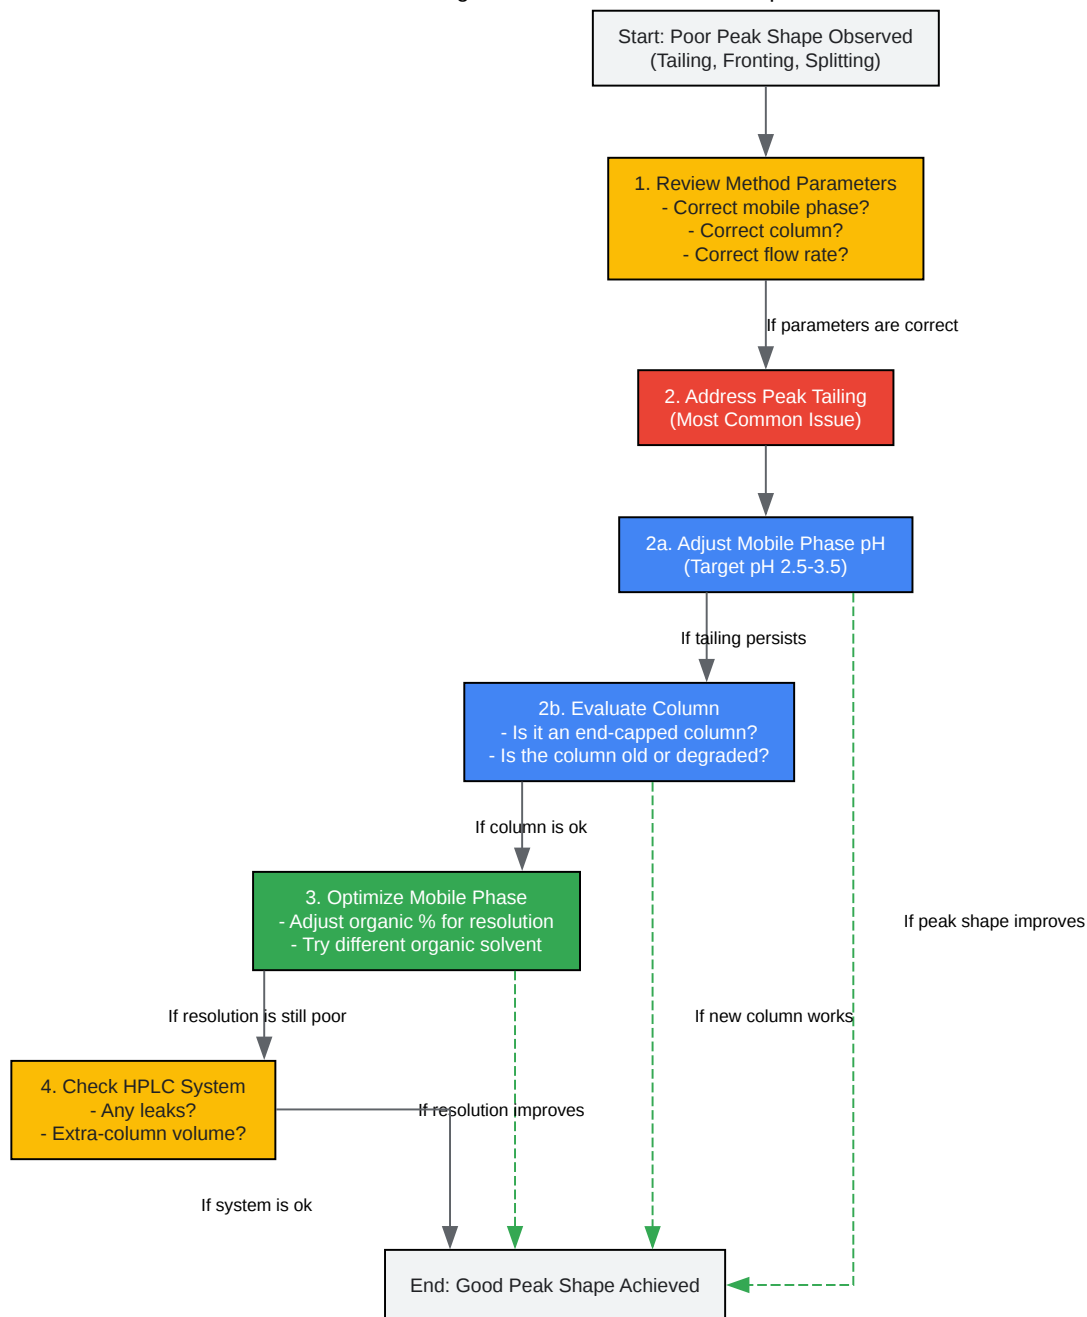 Start: Poor Peak Shape Observed
(Tailing, Fronting, Splitting)
1. Review Method Parameters
- Correct mobile phase?
- Correct column?
- Correct flow rate?
If parameters are correct
2. Address Peak Tailing
(Most Common Issue)
2a. Adjust Mobile Phase pH
(Target pH 2.5-3.5)
If tailing persists
2b. Evaluate Column
- Is it an end-capped column?
- Is the column old or degraded?
If column is ok
3. Optimize Mobile Phase
- Adjust organic % for resolution
- Try different organic solvent
If peak shape improves
If resolution is still poor
If new column works
4. Check HPLC System
- Any leaks?
- Extra-column volume?
If resolution improves
If system is ok
End: Good Peak Shape Achieved